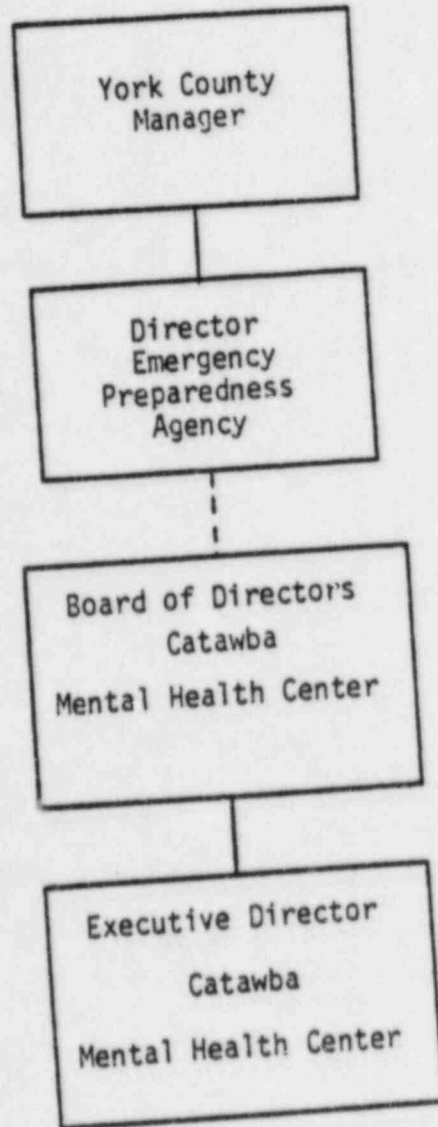 York County
Manager
Director
Emergency
Preparedness
Agency
Board of Directors
Catawba
Mental Health Center
Executive Director
Catawba
Mental Health Center